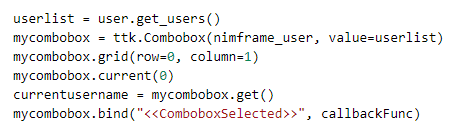 userlist = user.get_users()
mycombobox = ttk.Combobox(nimframe_user, value=userlist)
mycombobox.grid(row=0, column=1)
mycombobox.current(0)
currentusername = mycombobox.get()
mycombobox.bind("<<ComboboxSelected>>", callbackFunc)